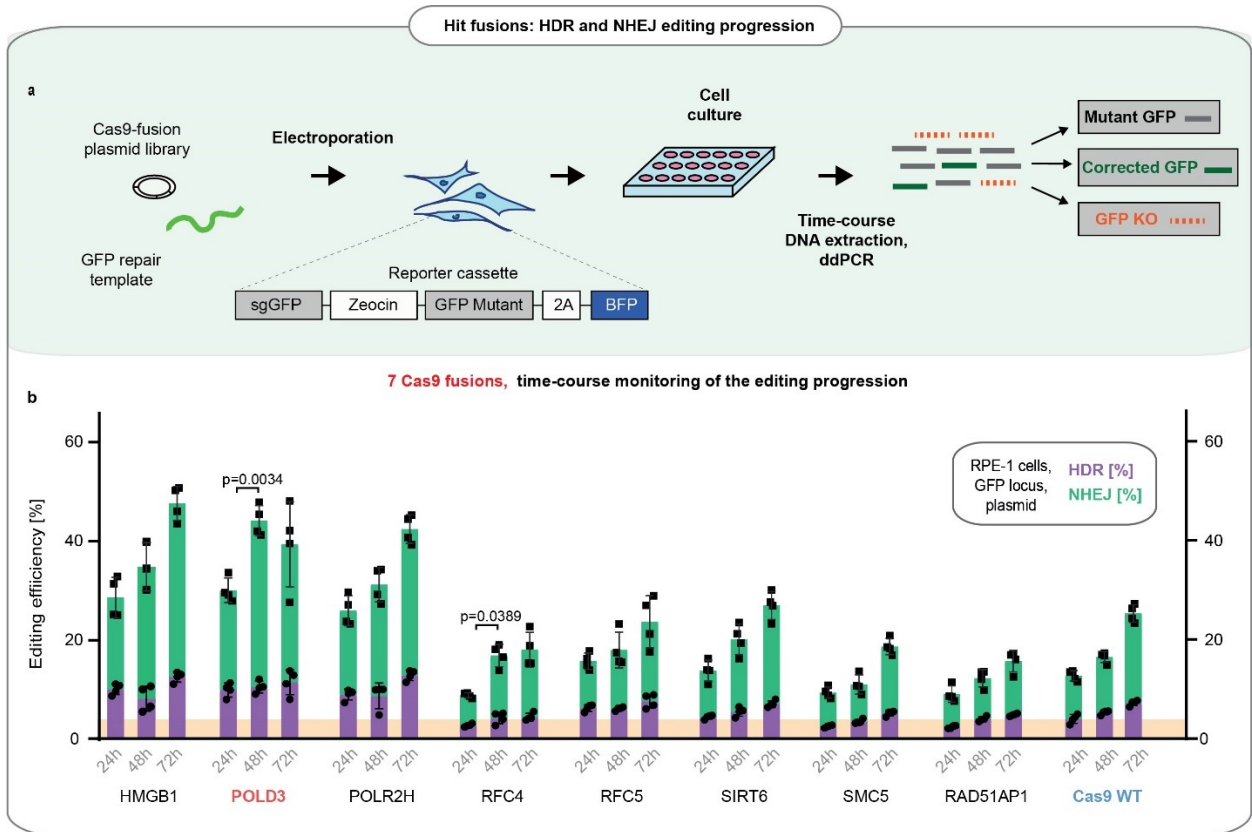 Hit fusions: HDR and NHEJ editing progression
a
Cas9-fusion
plasmid library
GFP repair
template
Electroporation
Reporter cassette
sgGFP
Zeocin
GFP Mutant
2A
BFP
Cell
culture
Time-course
DNA extraction,
ddPCR
Mutant GFP
Corrected GFP
GFP KO
7 Cas9 fusions, time-course monitoring of the editing progression
b
Editing effiiciency [%]
60
40
20
0
p=0.0034
p=0.0389
RPE-1 cells,
GFP locus,
plasmid
HDR [%]
NHEJ [%]
60
40
20
0
24h 48h 72h 24h 48h 72h 24h 48h 72h 24h 48h 72h 24h 48h 72h 24h 48h 72h 24h 48h 72h 24h 48h 72h 24h 48h 72h
HMGB1 POLD3 POLR2H RFC4 RFC5 SIRT6 SMC5 RAD51AP1 Cas9 WT